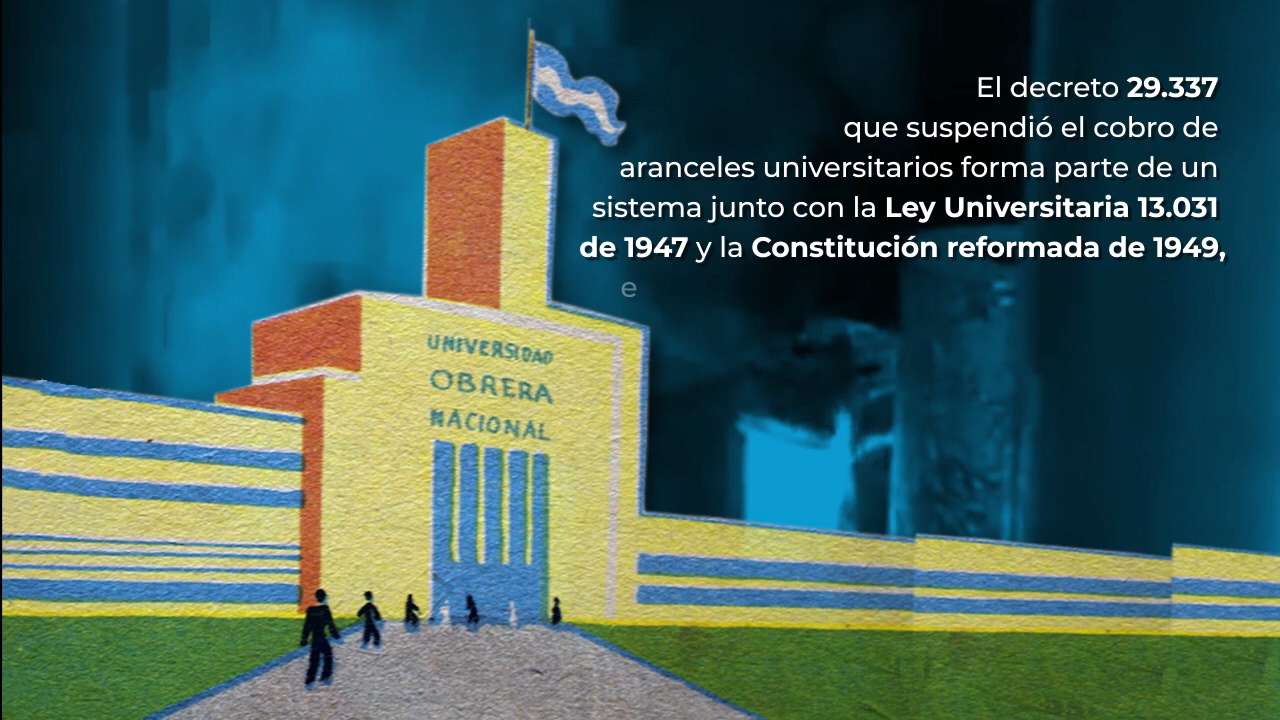 El decreto 29.337
que suspendió el cobro de
aranceles universitarios forma parte de un
sistema junto con la Ley Universitaria 13.031
de 1947 y la Constitución reformada de 1949,
e
UNIVERSIDAD
OBRERA
NACIONAL